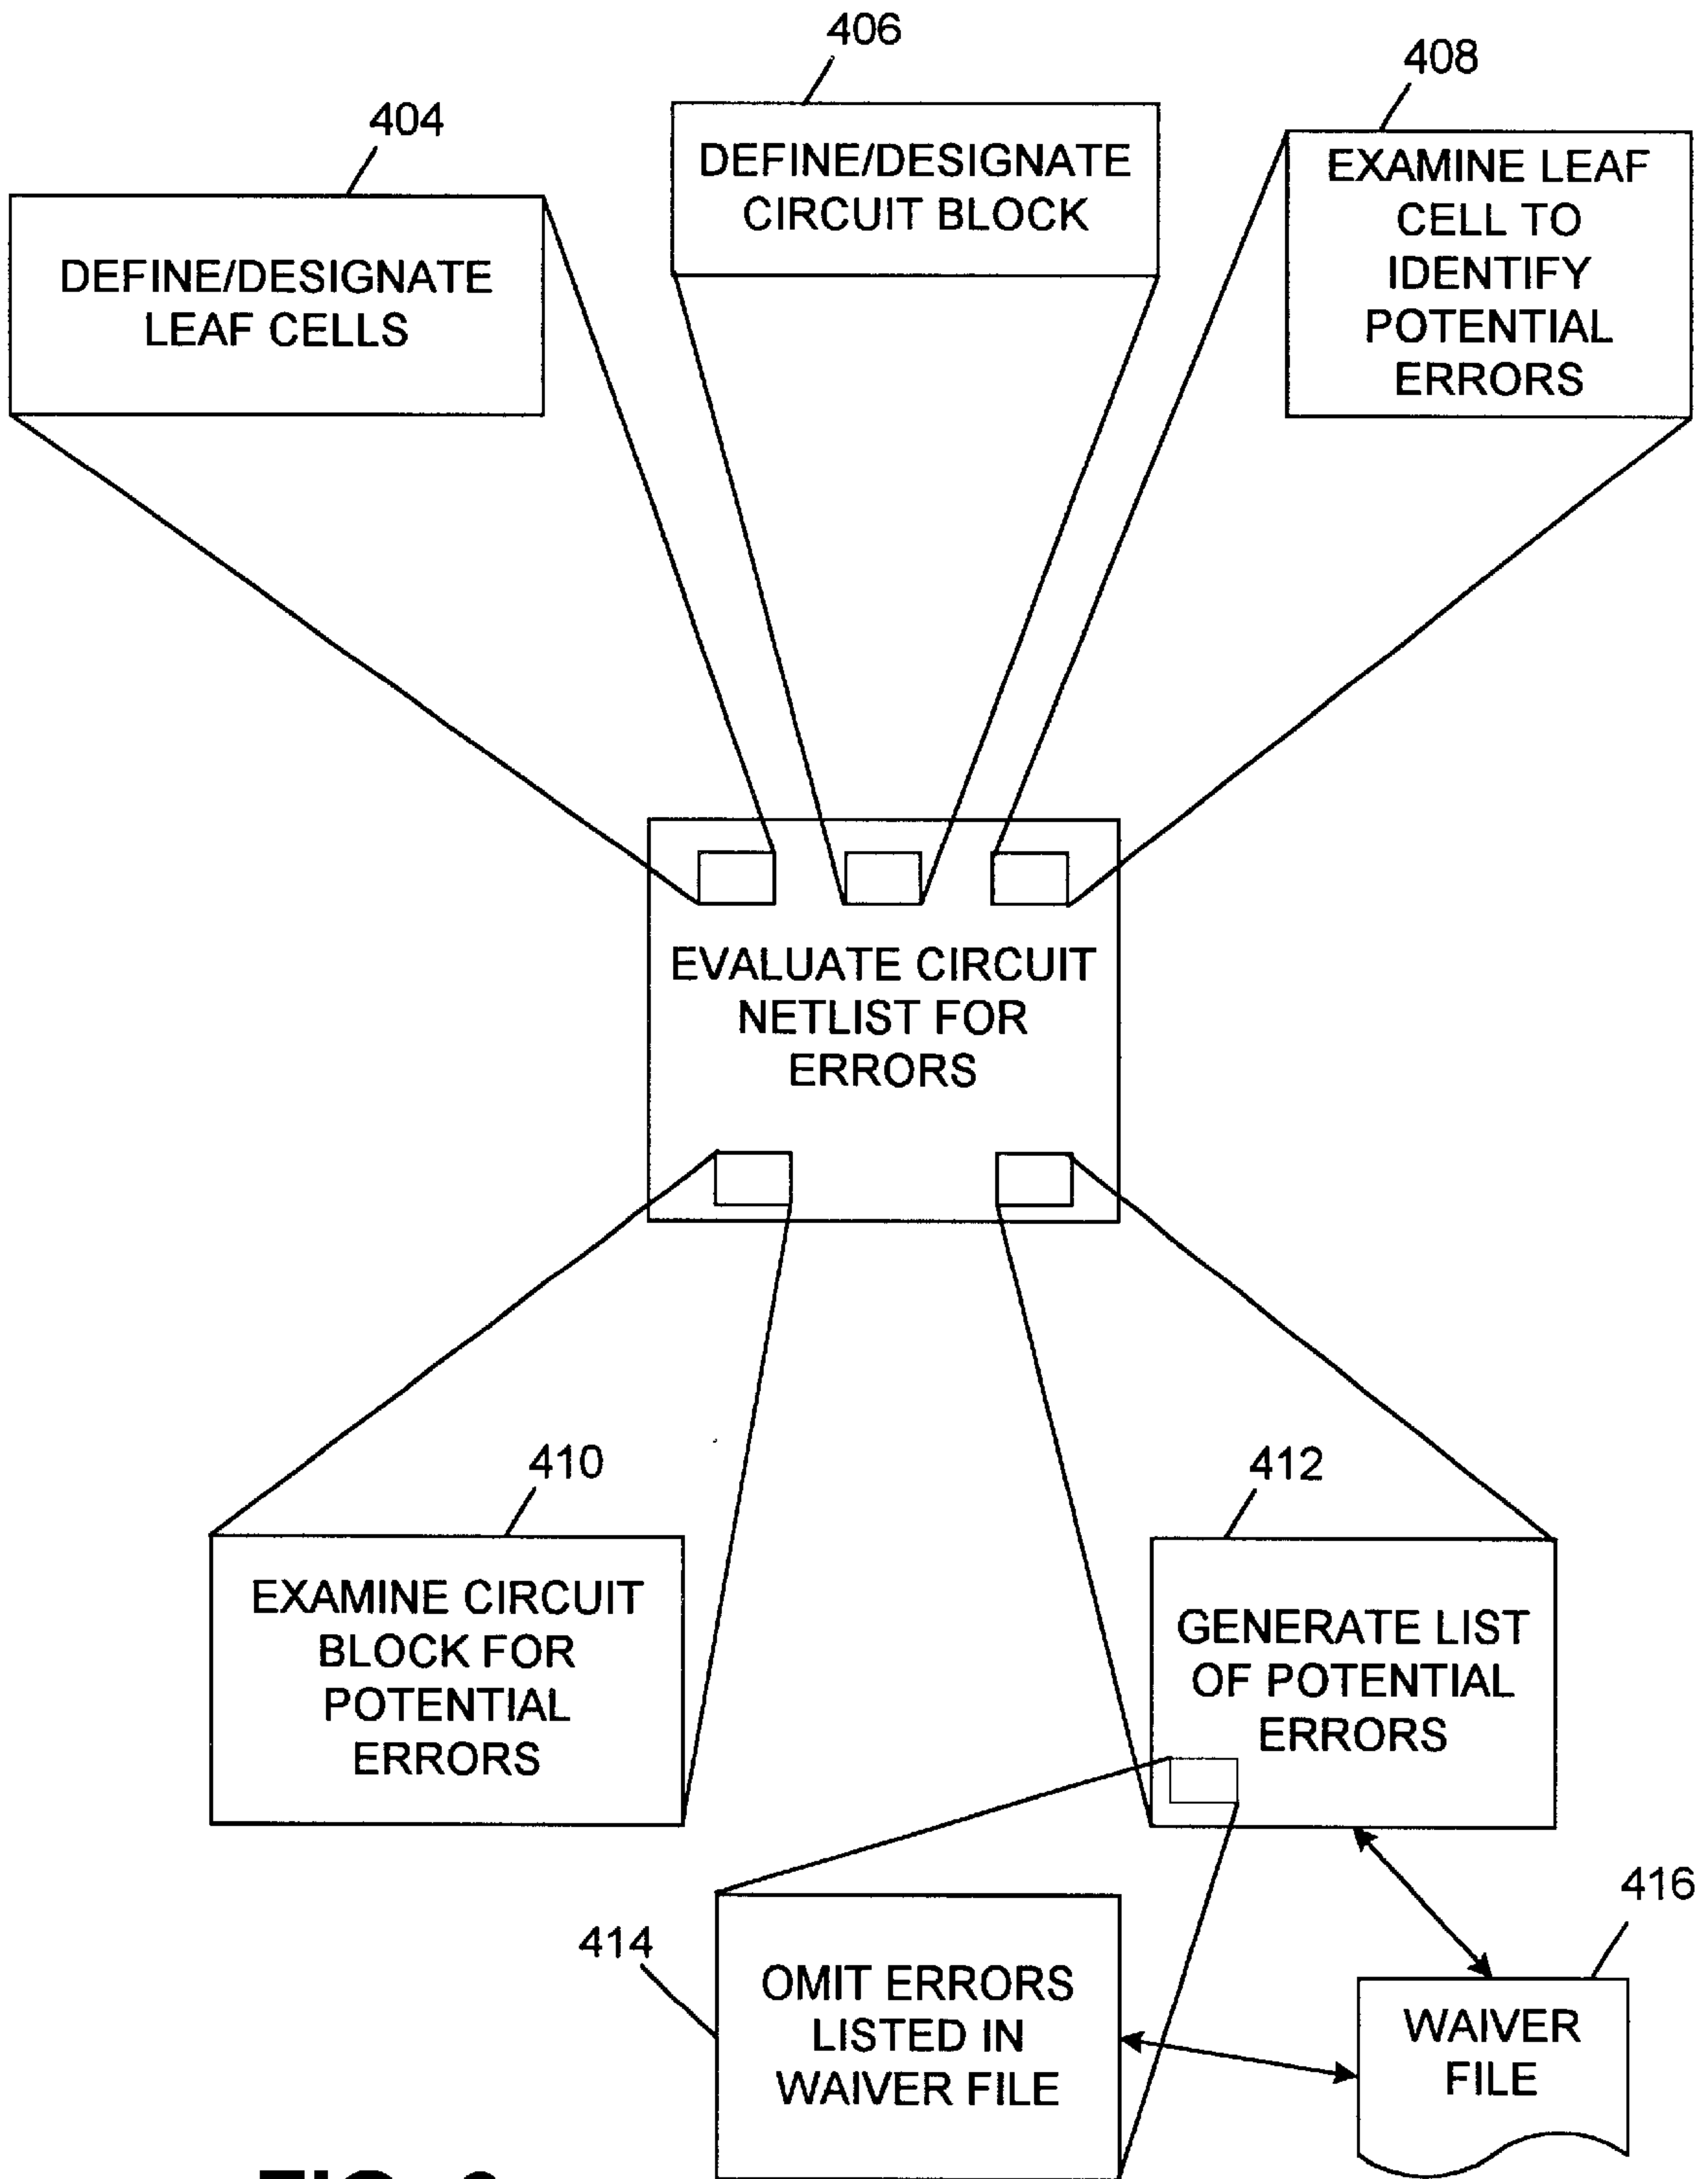 406
408
404
DEFINE/DESIGNATE
CIRCUIT BLOCK
EXAMINE LEAF
CELL TO
IDENTIFY
POTENTIAL
ERRORS
DEFINE/DESIGNATE
LEAF CELLS
EVALUATE CIRCUIT
NETLIST FOR
ERRORS
410
412
EXAMINE CIRCUIT
BLOCK FOR
POTENTIAL
ERRORS
GENERATE LIST
OF POTENTIAL
ERRORS
414
416
OMIT ERRORS
LISTED IN
WAIVER FILE
WAIVER
FILE